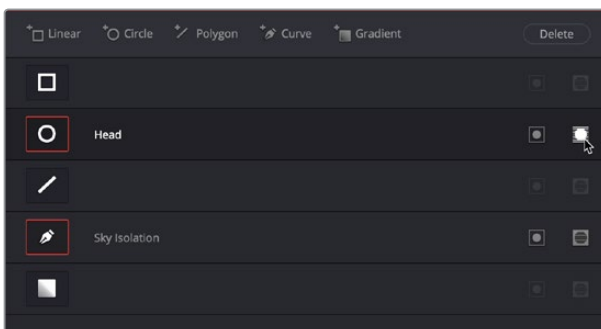 Linear Circle Polygon Curve Gradient Delete
Head
Sky Isolation